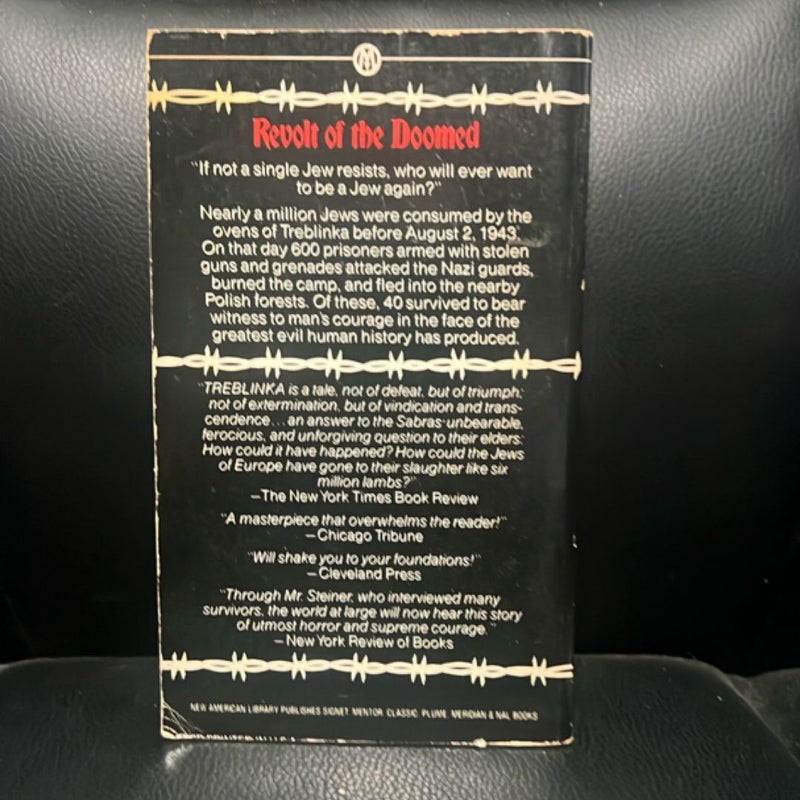 M
Revolt of the Doomed
"If not a single Jew resists, who will ever want
to be a Jew again?"
Nearly a million Jews were consumed by the
ovens of Treblinka before August 2, 1943.
On that day 600 prisoners armed with stolen
guns and grenades attacked the Nazi guards,
burned the camp, and fled into the nearby
Polish forests. Of these, 40 survived to bear
witness to man's courage in the face of the
greatest evil human history has produced.
"TREBLINKA is a tale, not of defeat, but of triumph;
not of extermination, but of vindication and trans-
cendence...an answer to the Sabras' unbearable,
ferocious, and unforgiving question to their elders:
How could it have happened? How could the Jews
of Europe have gone to their slaughter like six
million lambs?"
—The New York Times Book Review
"A masterpiece that overwhelms the reader!"
—Chicago Tribune
"Will shake you to your foundations!"
—Cleveland Press
"Through Mr. Steiner, who interviewed many
survivors, the world at large will now hear this story
of utmost horror and supreme courage."
—New York Review of Books
NEW AMERICAN LIBRARY PUBLISHES SIGNET, MENTOR, CLASSIC, PLUME, MERIDIAN & NAL BOOKS